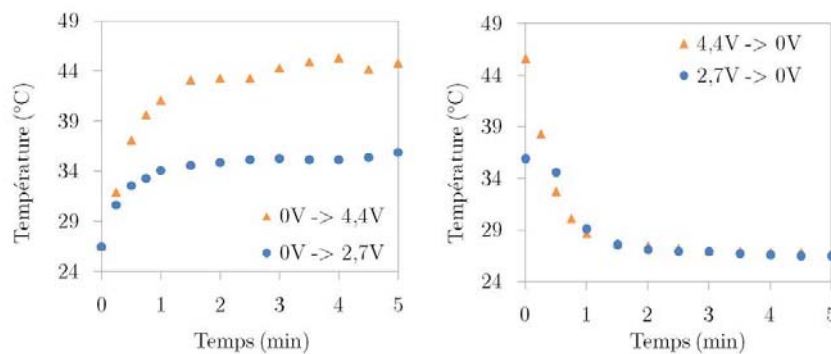 49
44
39
34
29
24
Température (°C)
0V -> 4,4V
0V -> 2,7V
0 1 2 3 4 5
Temps (min)
49
44
39
34
29
24
Température (°C)
4,4V -> 0V
2,7V -> 0V
0 1 2 3 4 5
Temps (min)